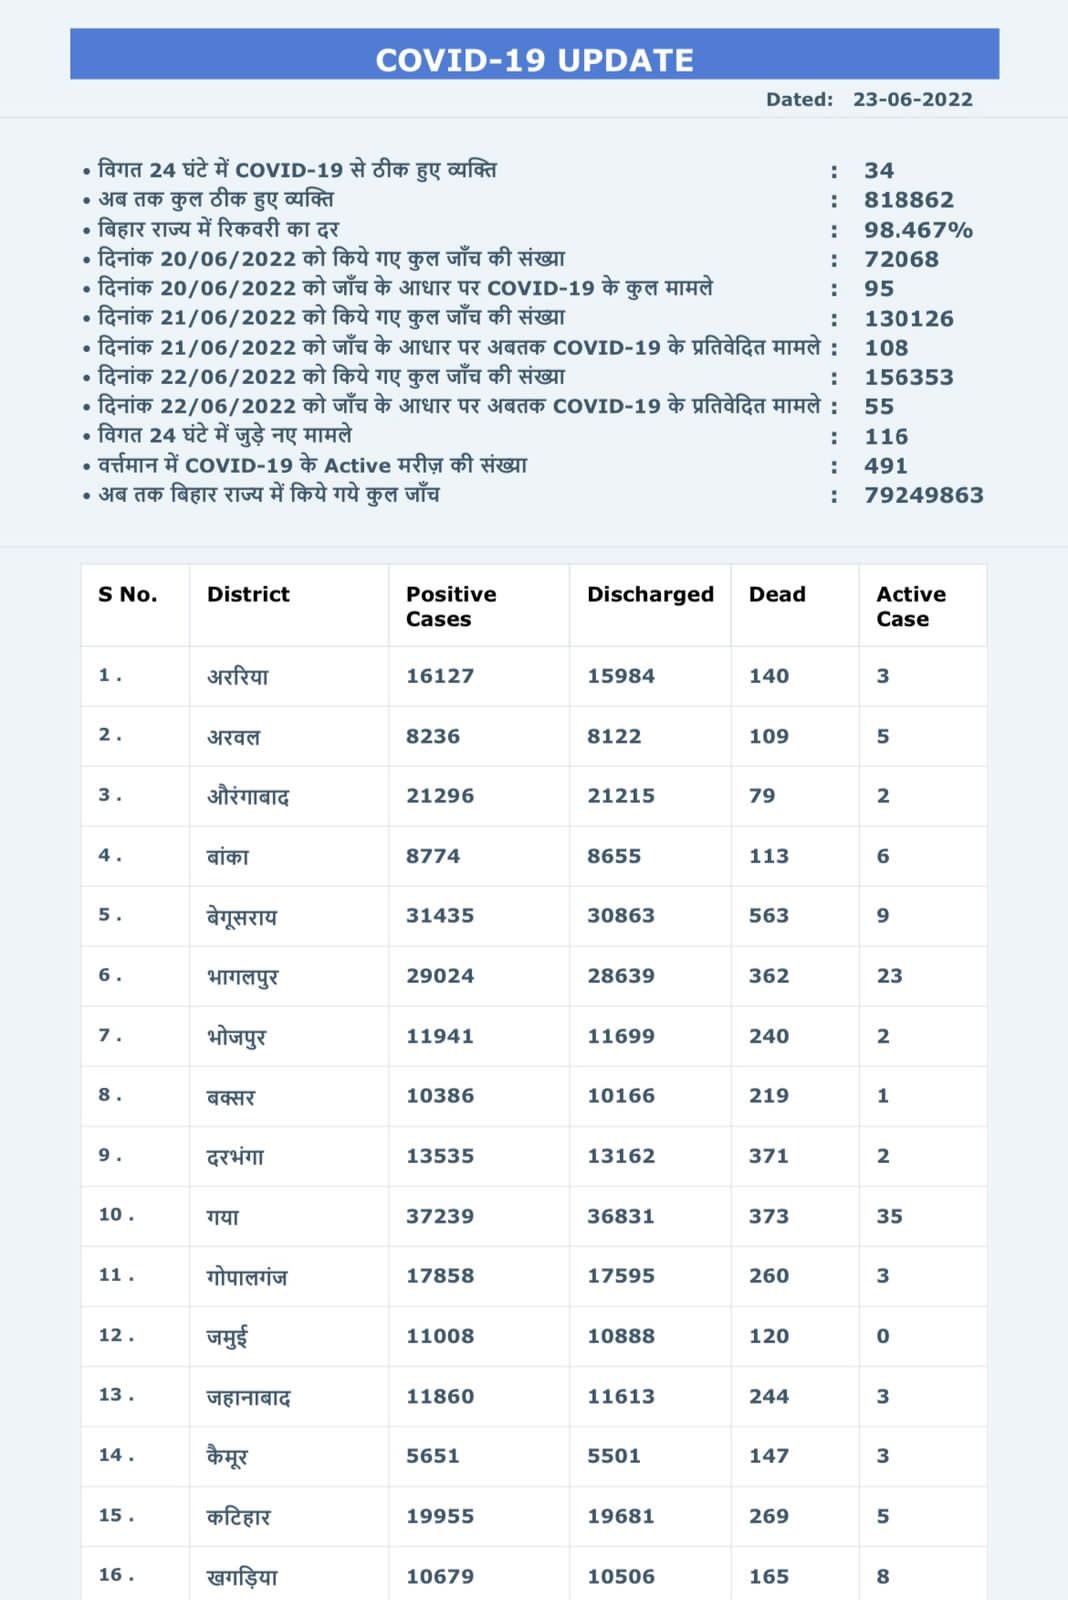 COVID-19 UPDATE
Dated: 23-06-2022
• विगत 24 घंटे में COVID-19 से ठीक हुए व्यक्ति : 34
• अब तक कुल ठीक हुए व्यक्ति : 818862
• बिहार राज्य में रिकवरी का दर : 98.467%
• दिनांक 20/06/2022 को किये गए कुल जाँच की संख्या : 72068
• दिनांक 20/06/2022 को जाँच के आधार पर COVID-19 के कुल मामले : 95
• दिनांक 21/06/2022 को किये गए कुल जाँच की संख्या : 130126
• दिनांक 21/06/2022 को जाँच के आधार पर अबतक COVID-19 के प्रतिवेदित मामले : 108
• दिनांक 22/06/2022 को किये गए कुल जाँच की संख्या : 156353
• दिनांक 22/06/2022 को जाँच के आधार पर अबतक COVID-19 के प्रतिवेदित मामले : 55
• विगत 24 घंटे में जुड़े नए मामले : 116
• वर्त्तमान में COVID-19 के Active मरीज़ की संख्या : 491
• अब तक बिहार राज्य में किये गये कुल जाँच : 79249863
S No. District Positive Cases Discharged Dead Active Case
1 . अररिया 16127 15984 140 3
2 . अरवल 8236 8122 109 5
3 . औरंगाबाद 21296 21215 79 2
4 . बांका 8774 8655 113 6
5 . बेगूसराय 31435 30863 563 9
6 . भागलपुर 29024 28639 362 23
7 . भोजपुर 11941 11699 240 2
8 . बक्सर 10386 10166 219 1
9 . दरभंगा 13535 13162 371 2
10 . गया 37239 36831 373 35
11 . गोपालगंज 17858 17595 260 3
12 . जमुई 11008 10888 120 0
13 . जहानाबाद 11860 11613 244 3
14 . कैमूर 5651 5501 147 3
15 . कटिहार 19955 19681 269 5
16 . खगड़िया 10679 10506 165 8